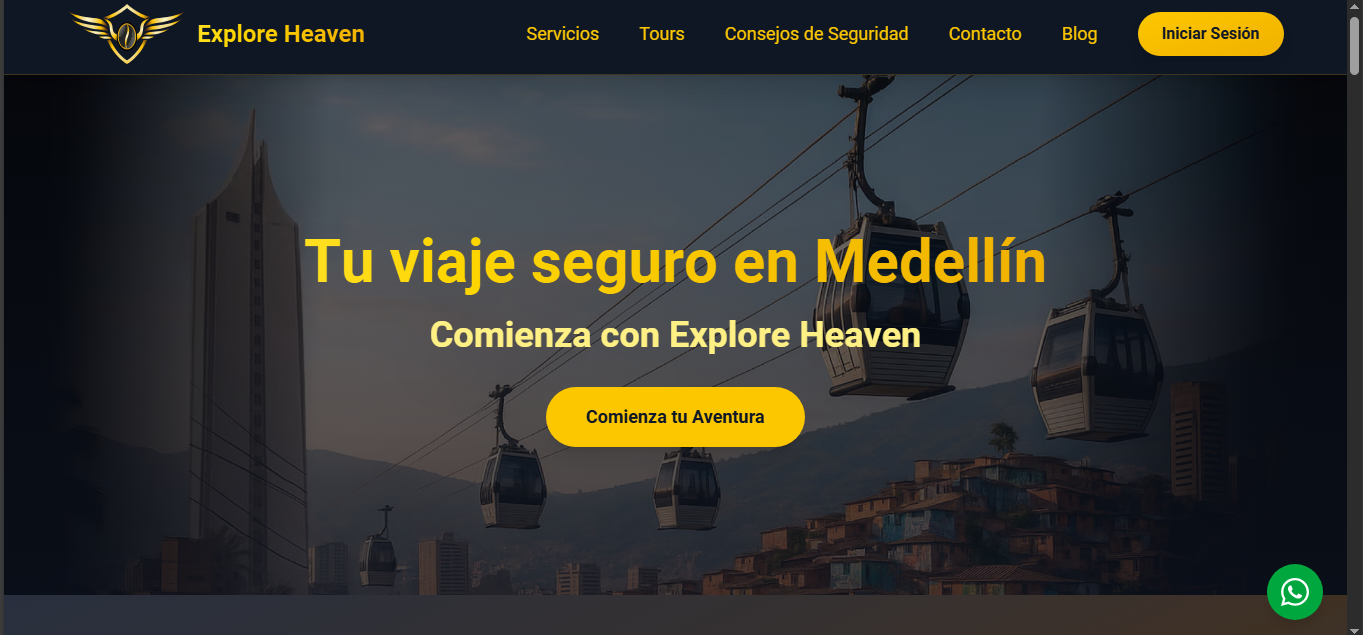 Explore Heaven
Servicios
Tours
Consejos de Seguridad
Contacto
Blog
Iniciar Sesión
Tu viaje seguro en Medellín
Comienza con Explore Heaven
Comienza tu Aventura